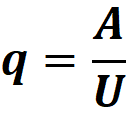 q = A/U